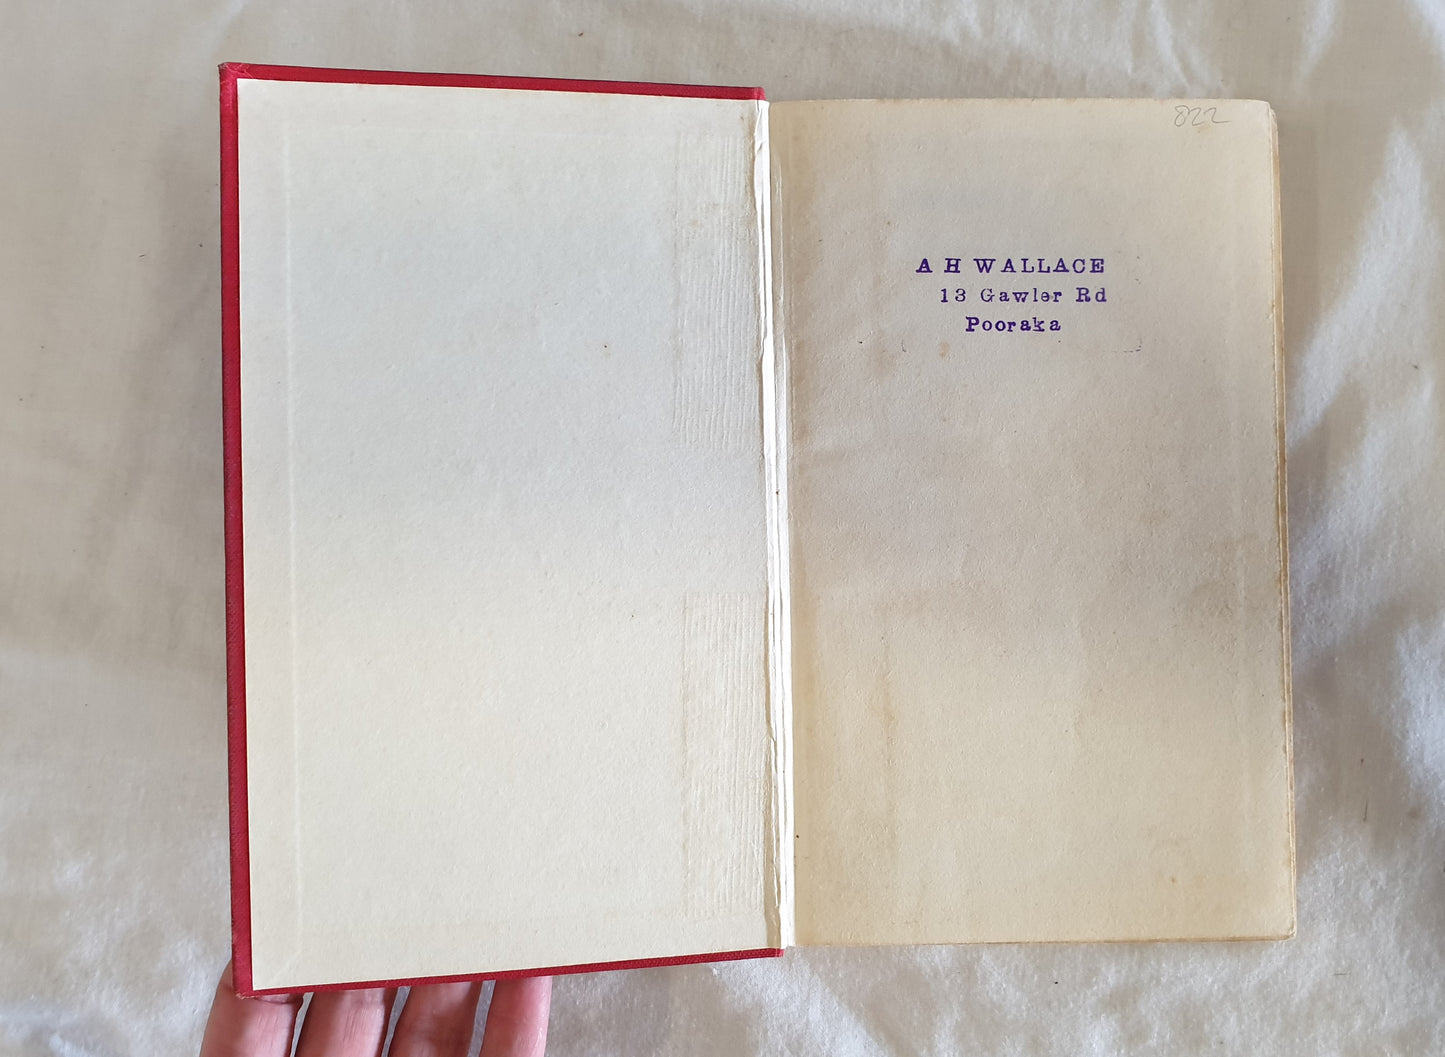 822
A H WALLACE
13 Gawler Rd
Pooraka